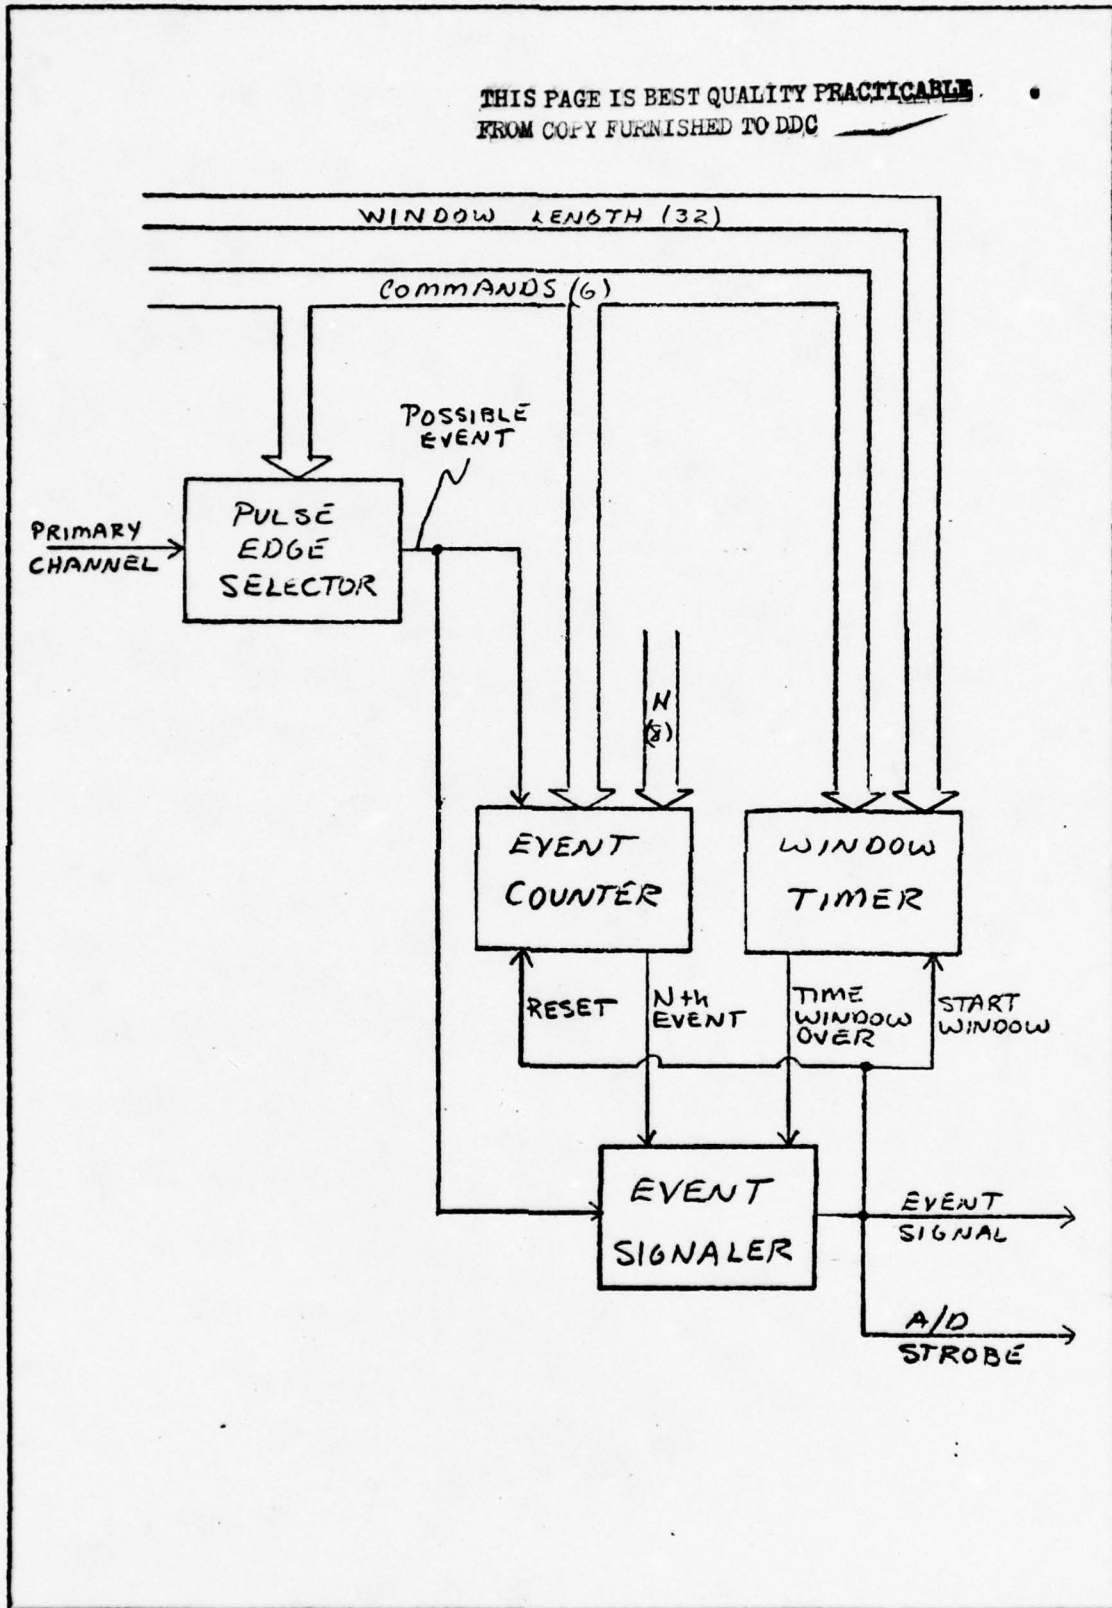 THIS PAGE IS BEST QUALITY PRACTICABLE
FROM COPY FURNISHED TO DDC
WINDOW LENGTH (32)
COMMANDS (6)
POSSIBLE
EVENT
PRIMARY
CHANNEL
PULSE
EDGE
SELECTOR
N
(8)
EVENT
COUNTER
WINDOW
TIMER
RESET
Nth
EVENT
TIME
WINDOW
OVER
START
WINDOW
EVENT
SIGNALER
EVENT
SIGNAL
A/D
STROBE